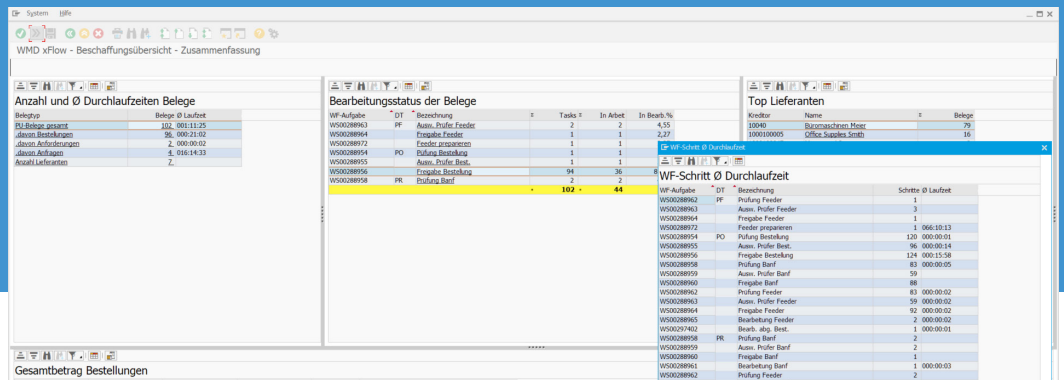 System Hilfe
WMD xFlow - Beschaffungsübersicht - Zusammenfassung
Anzahl und Ø Durchlaufzeiten Belege
Belegtyp Belege Ø Laufzeit
PU-Belege gesamt 102 001:11:25
.davon Bestellungen 96 000:21:02
.davon Anforderungen 2 000:00:02
.davon Anfragen 4 016:14:33
Anzahl Lieferanten 7
Bearbeitungsstatus der Belege
WF-Aufgabe DT Bezeichnung Tasks In Arbeit In Bearb.%
WS00288963 PF Ausw. Prüfer Feeder 2 2 4,55
WS00288964 Freigabe Feeder 1 1 2,27
WS00288972 Feeder preparieren 1 1
WS00288954 PO Püfung Bestellung 1 1
WS00288955 Ausw. Prüfer Best. 1 1
WS00288956 Freigabe Bestellung 94 36 8
WS00288958 PR Prüfung Banf 2 2
102 44
Top Lieferanten
Kreditor Name Belege
10040 Büromaschinen Meier 79
1000100005 Office Supplies Smith 16
WF-Schritt Ø Durchlaufzeit
WF-Schritt Ø Durchlaufzeit
WF-Aufgabe DT Bezeichnung Schritte Ø Laufzeit
WS00288962 PF Prüfung Feeder 1
WS00288963 Ausw. Prüfer Feeder 3
WS00288964 Freigabe Feeder 1
WS00288972 Feeder preparieren 1 066:10:13
WS00288954 PO Püfung Bestellung 120 000:00:01
WS00288955 Ausw. Prüfer Best. 96 000:00:14
WS00288956 Freigabe Bestellung 124 000:15:58
WS00288958 Prüfung Banf 83 000:00:05
WS00288959 Ausw. Prüfer Banf 59
WS00288960 Freigabe Banf 88
WS00288962 Prüfung Feeder 83 000:00:02
WS00288963 Ausw. Prüfer Feeder 59 000:00:02
WS00288964 Freigabe Feeder 92 000:00:02
WS00288965 Bearbeitung Feeder 2 000:00:02
WS00297402 Bearb. abg. Best. 1 000:00:01
WS00288958 PR Prüfung Banf 2
WS00288959 Ausw. Prüfer Banf 2
WS00288960 Freigabe Banf 1
WS00288961 Bearbeitung Banf 1 000:00:03
WS00288962 Prüfung Feeder 2
Gesamtbetrag Bestellungen